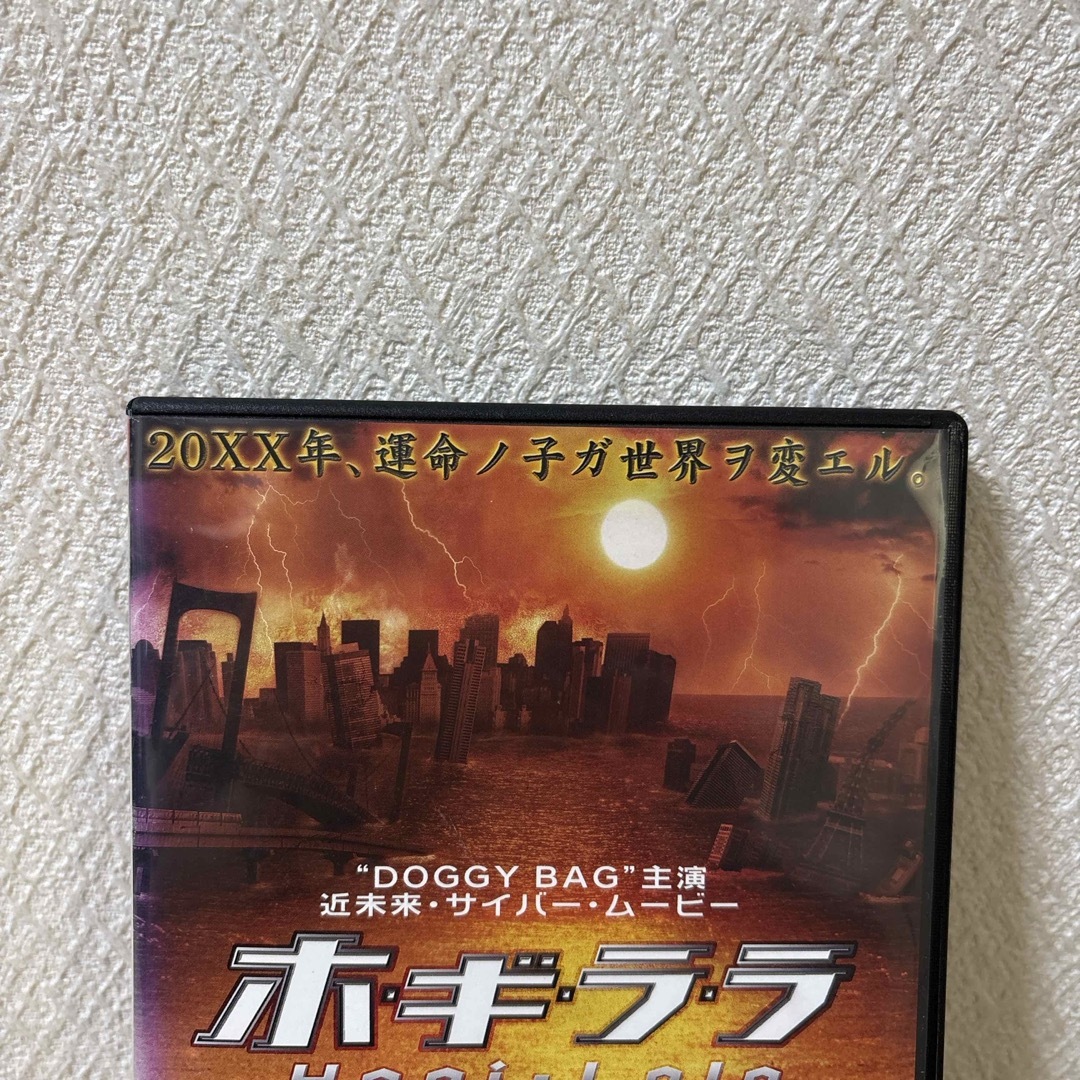 20XX年、運命ノ子ガ世界ヲ変エル。
“DOGGY BAG”主演
近未来・サイバー・ムービー
ホ・ギ・ラ・ラ